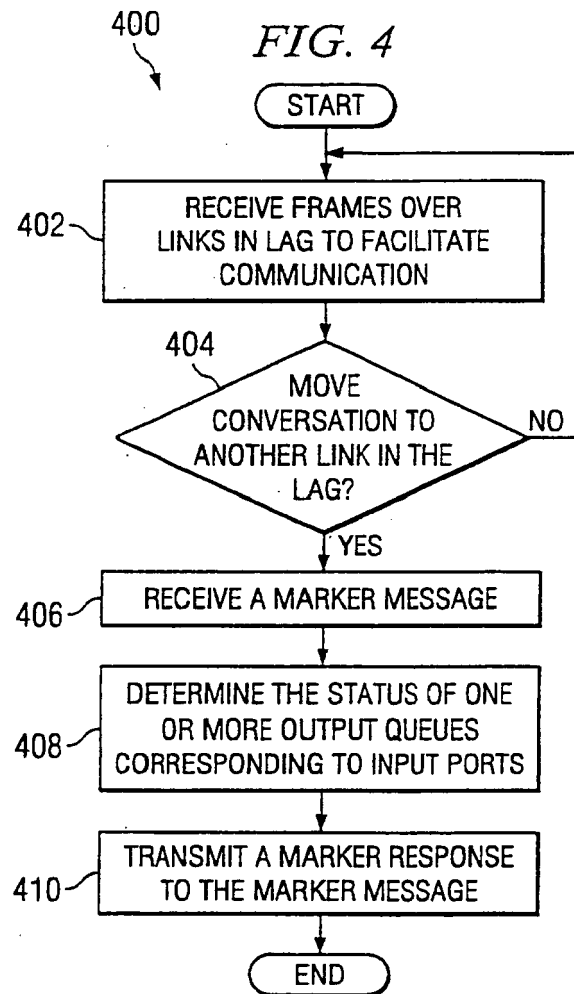 400
FIG. 4
START
402
RECEIVE FRAMES OVER
LINKS IN LAG TO FACILITATE
COMMUNICATION
404
MOVE
CONVERSATION TO
ANOTHER LINK IN THE
LAG?
NO
YES
406
RECEIVE A MARKER MESSAGE
408
DETERMINE THE STATUS OF ONE
OR MORE OUTPUT QUEUES
CORRESPONDING TO INPUT PORTS
410
TRANSMIT A MARKER RESPONSE
TO THE MARKER MESSAGE
END